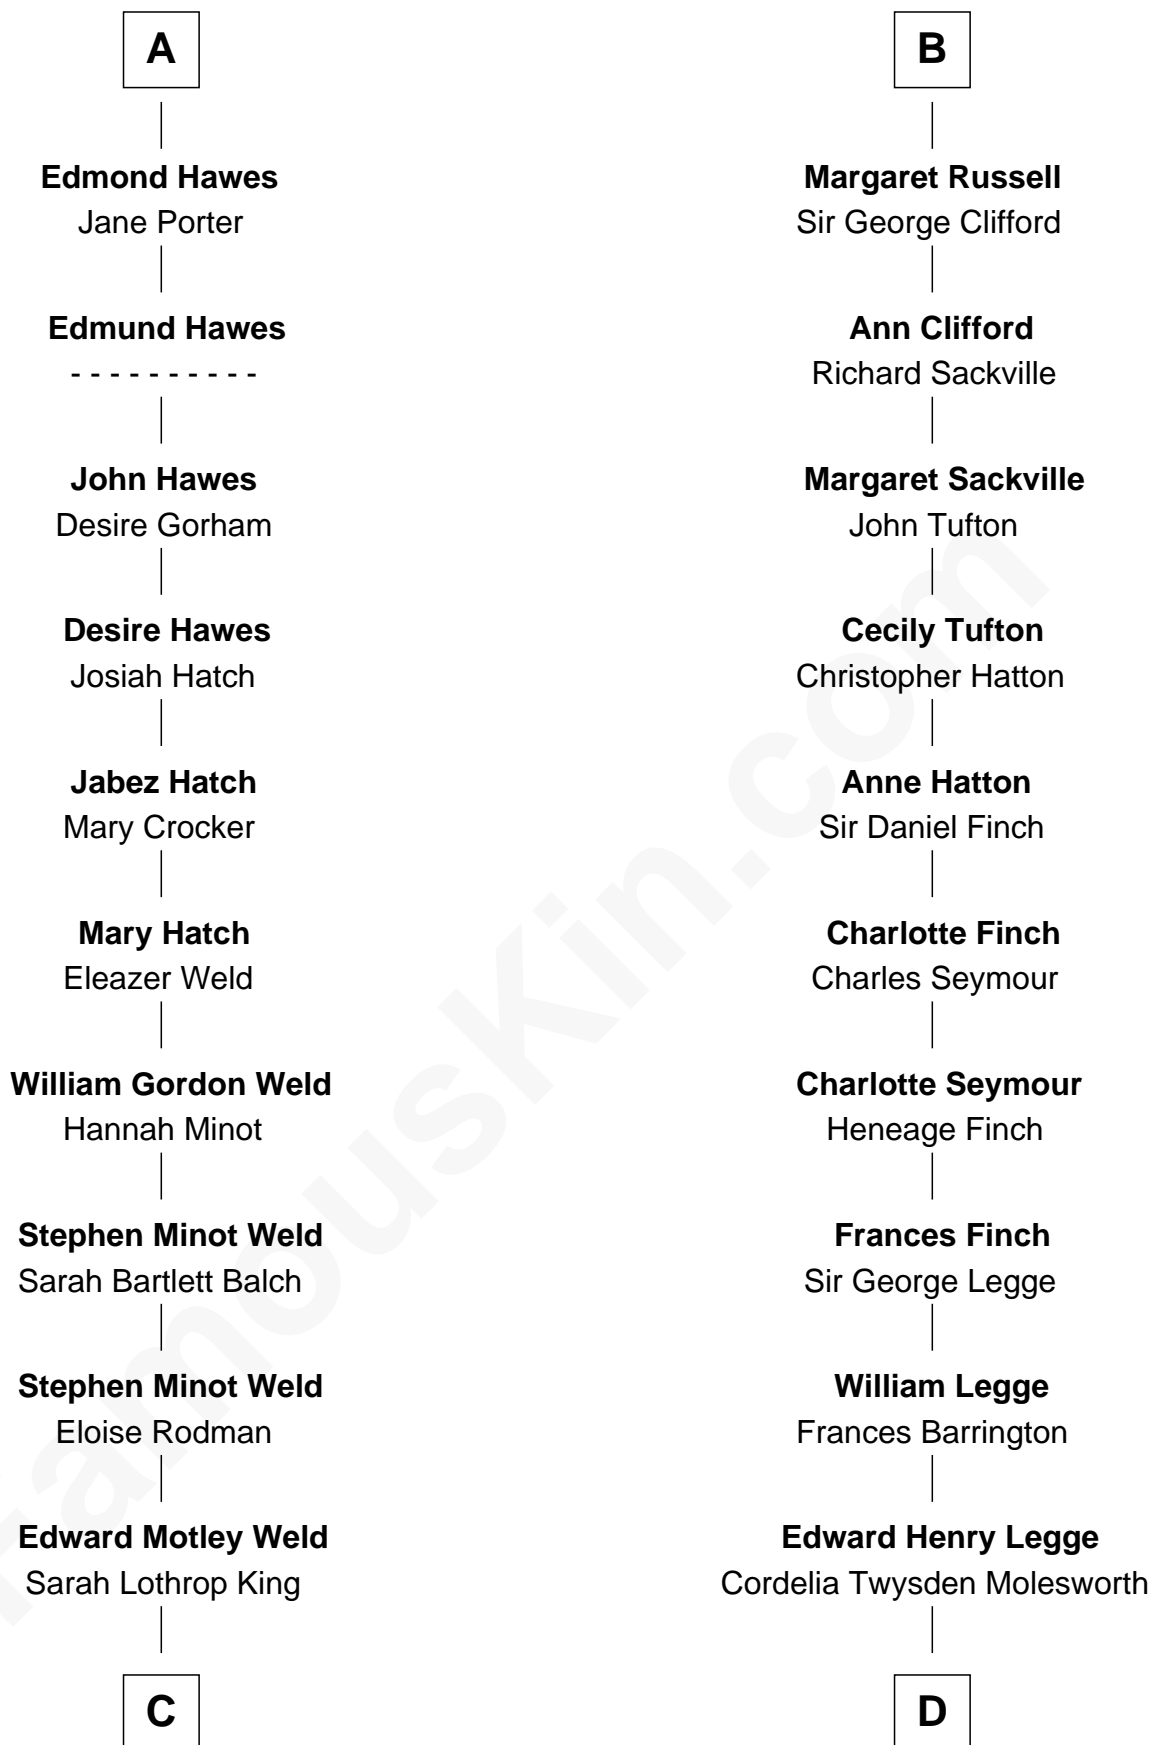 A
Edmond Hawes
Jane Porter
Edmund Hawes
- - - - - - - - - -
John Hawes
Desire Gorham
Desire Hawes
Josiah Hatch
Jabez Hatch
Mary Crocker
Mary Hatch
Eleazer Weld
William Gordon Weld
Hannah Minot
Stephen Minot Weld
Sarah Bartlett Balch
Stephen Minot Weld
Eloise Rodman
Edward Motley Weld
Sarah Lothrop King
C
B
Margaret Russell
Sir George Clifford
Ann Clifford
Richard Sackville
Margaret Sackville
John Tufton
Cecily Tufton
Christopher Hatton
Anne Hatton
Sir Daniel Finch
Charlotte Finch
Charles Seymour
Charlotte Seymour
Heneage Finch
Frances Finch
Sir George Legge
William Legge
Frances Barrington
Edward Henry Legge
Cordelia Twysden Molesworth
D
FamousKin.com